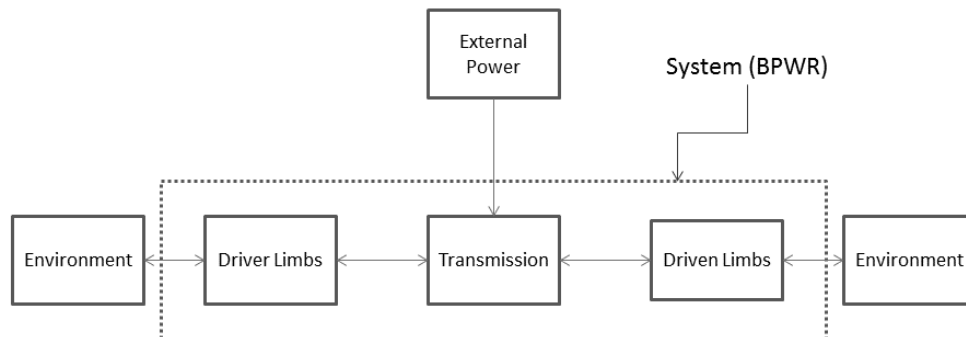 External
Power
System (BPWR)
Environment
Driver Limbs
Transmission
Driven Limbs
Environment